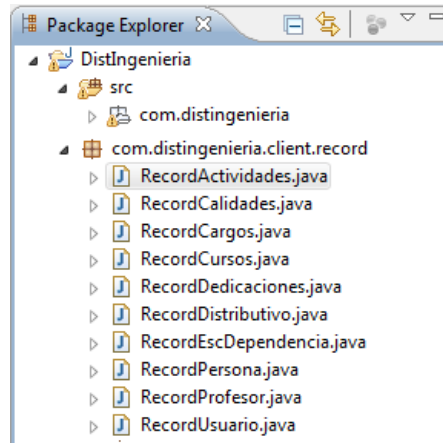 Package Explorer
DistIngenieria
src
com.distingenieria
com.distingenieria.client.record
RecordActividades.java
RecordCalidades.java
RecordCargos.java
RecordCursos.java
RecordDedicaciones.java
RecordDistributivo.java
RecordEscDependencia.java
RecordPersona.java
RecordProfesor.java
RecordUsuario.java